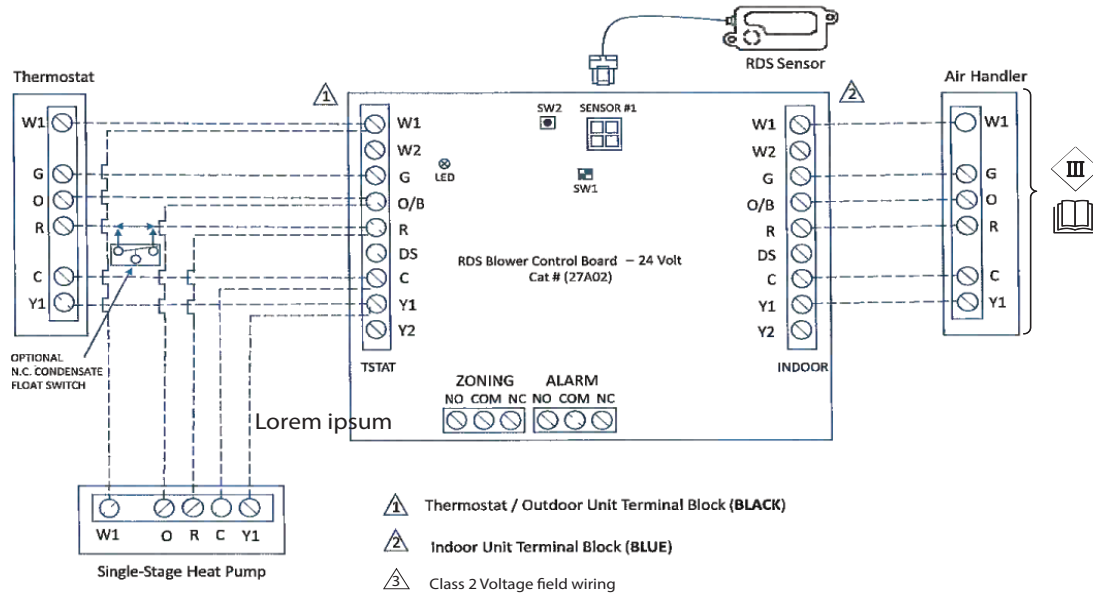 RDS Sensor
Thermostat
Air Handler
1
2
SW2 SENSOR #1
LED
SW1
W1
G
O
R
C
Y1
W1
W2
G
O/B
R
DS
C
Y1
Y2
TSTAT
RDS Blower Control Board – 24 Volt
Cat # (27A02)
W1
W2
G
O/B
R
DS
C
Y1
Y2
INDOOR
W1
G
O
R
C
Y1
III
OPTIONAL
N.C. CONDENSATE
FLOAT SWITCH
ZONING ALARM
NO COM NC NO COM NC
Lorem ipsum
W1 O R C Y1
Single-Stage Heat Pump
1 Thermostat / Outdoor Unit Terminal Block (BLACK)
2 Indoor Unit Terminal Block (BLUE)
3 Class 2 Voltage field wiring